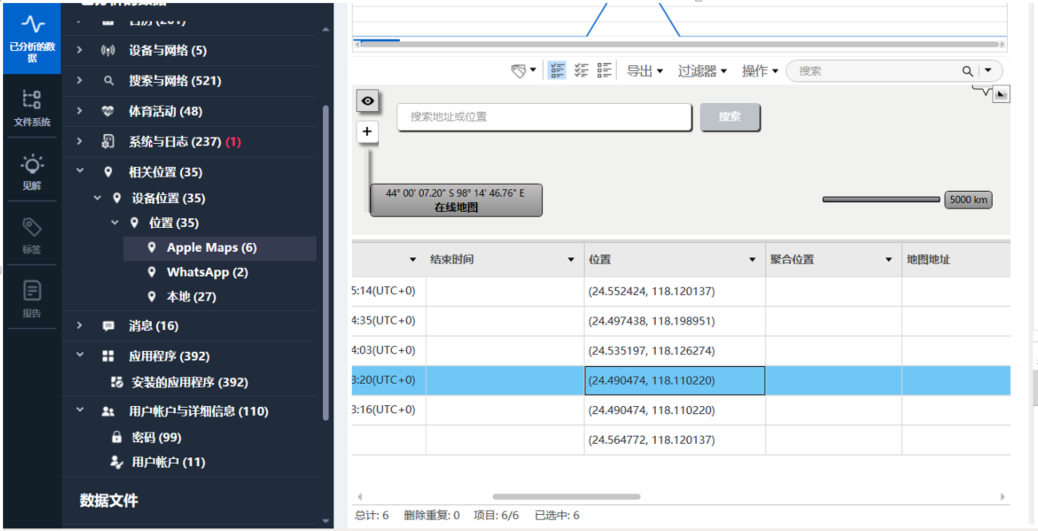 已分析的数据
文件系统
见解
标签
报告
已分析的数据
日历 (281)
设备与网络 (5)
搜索与网络 (521)
体育活动 (48)
系统与日志 (237) (1)
相关位置 (35)
设备位置 (35)
位置 (35)
Apple Maps (6)
WhatsApp (2)
本地 (27)
消息 (16)
应用程序 (392)
安装的应用程序 (392)
用户帐户与详细信息 (110)
密码 (99)
用户帐户 (11)
数据文件
导出 过滤器 操作 搜索
搜索地址或位置 搜索
44° 00' 07.20" S 98° 14' 46.76" E
在线地图
5000 km
结束时间 位置 聚合位置 地图地址
5:14(UTC+0) (24.552424, 118.120137)
4:35(UTC+0) (24.497438, 118.198951)
4:03(UTC+0) (24.535197, 118.126274)
3:20(UTC+0) (24.490474, 118.110220)
3:16(UTC+0) (24.490474, 118.110220)
(24.564772, 118.120137)
总计: 6 删除重复: 0 项目: 6/6 已选中: 6